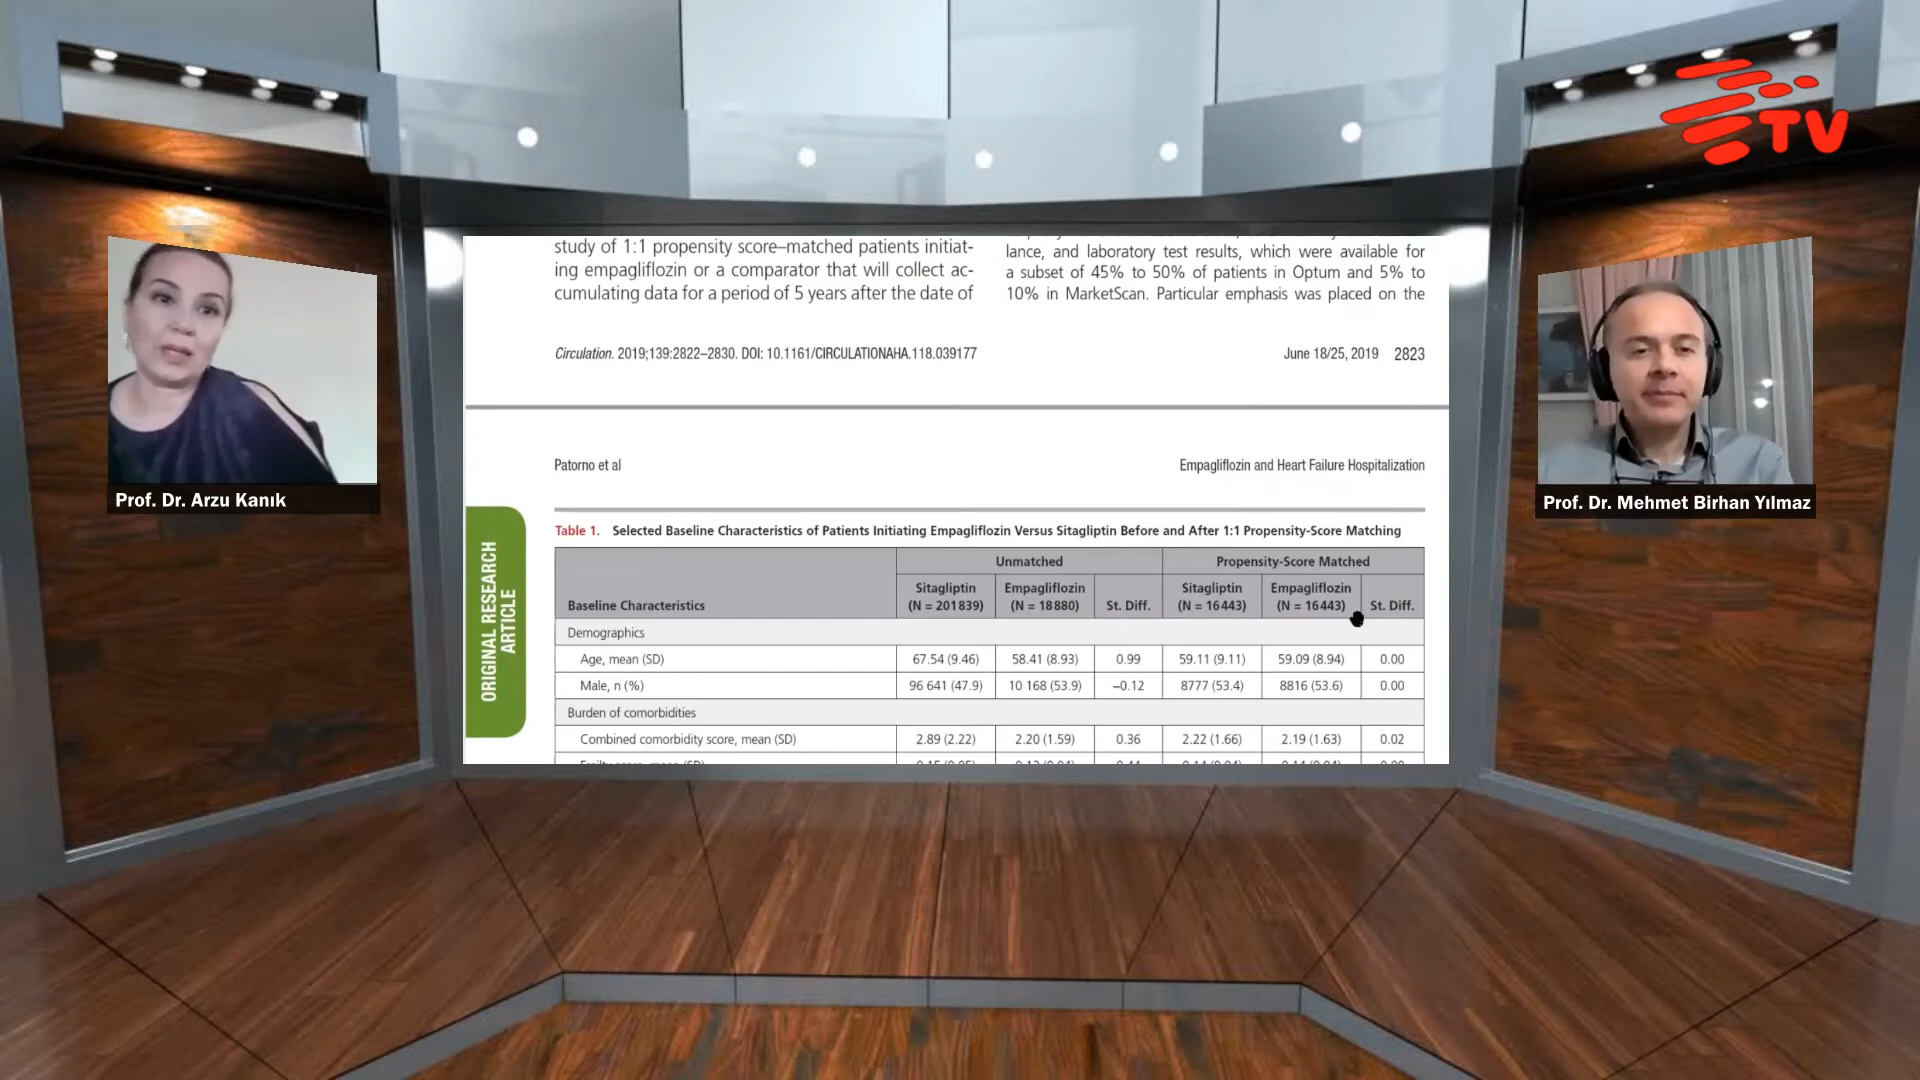 TV
study of 1:1 propensity score–matched patients initiat-
ing empagliflozin or a comparator that will collect ac-
cumulating data for a period of 5 years after the date of
lance, and laboratory test results, which were available for
a subset of 45% to 50% of patients in Optum and 5% to
10% in MarketScan. Particular emphasis was placed on the
Circulation. 2019;139:2822–2830. DOI: 10.1161/CIRCULATIONAHA.118.039177
June 18/25, 2019 2823
Patorno et al
Empagliflozin and Heart Failure Hospitalization
ORIGINAL RESEARCH
ARTICLE
Table 1. Selected Baseline Characteristics of Patients Initiating Empagliflozin Versus Sitagliptin Before and After 1:1 Propensity-Score Matching
Unmatched Propensity-Score Matched
Baseline Characteristics Sitagliptin (N = 201 839) Empagliflozin (N = 18 880) St. Diff. Sitagliptin (N = 16 443) Empagliflozin (N = 16 443) St. Diff.
Demographics
Age, mean (SD) 67.54 (9.46) 58.41 (8.93) 0.99 59.11 (9.11) 59.09 (8.94) 0.00
Male, n (%) 96 641 (47.9) 10 168 (53.9) –0.12 8777 (53.4) 8816 (53.6) 0.00
Burden of comorbidities
Combined comorbidity score, mean (SD) 2.89 (2.22) 2.20 (1.59) 0.36 2.22 (1.66) 2.19 (1.63) 0.02
Prof. Dr. Arzu Kanık
Prof. Dr. Mehmet Birhan Yılmaz